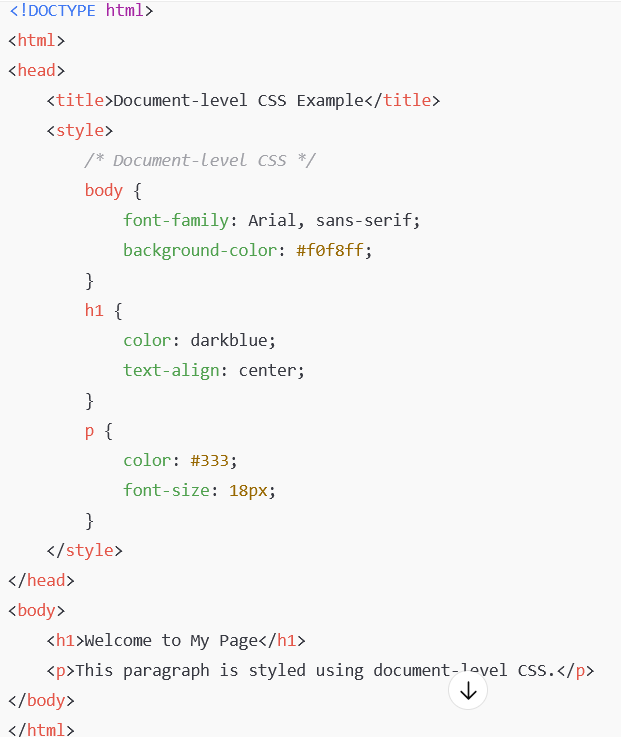 <!DOCTYPE html>
<html>
<head>
    <title>Document-level CSS Example</title>
    <style>
        /* Document-level CSS */
        body {
            font-family: Arial, sans-serif;
            background-color: #f0f8ff;
        }
        h1 {
            color: darkblue;
            text-align: center;
        }
        p {
            color: #333;
            font-size: 18px;
        }
    </style>
</head>
<body>
    <h1>Welcome to My Page</h1>
    <p>This paragraph is styled using document-level CSS.</p>
</body>
</html>